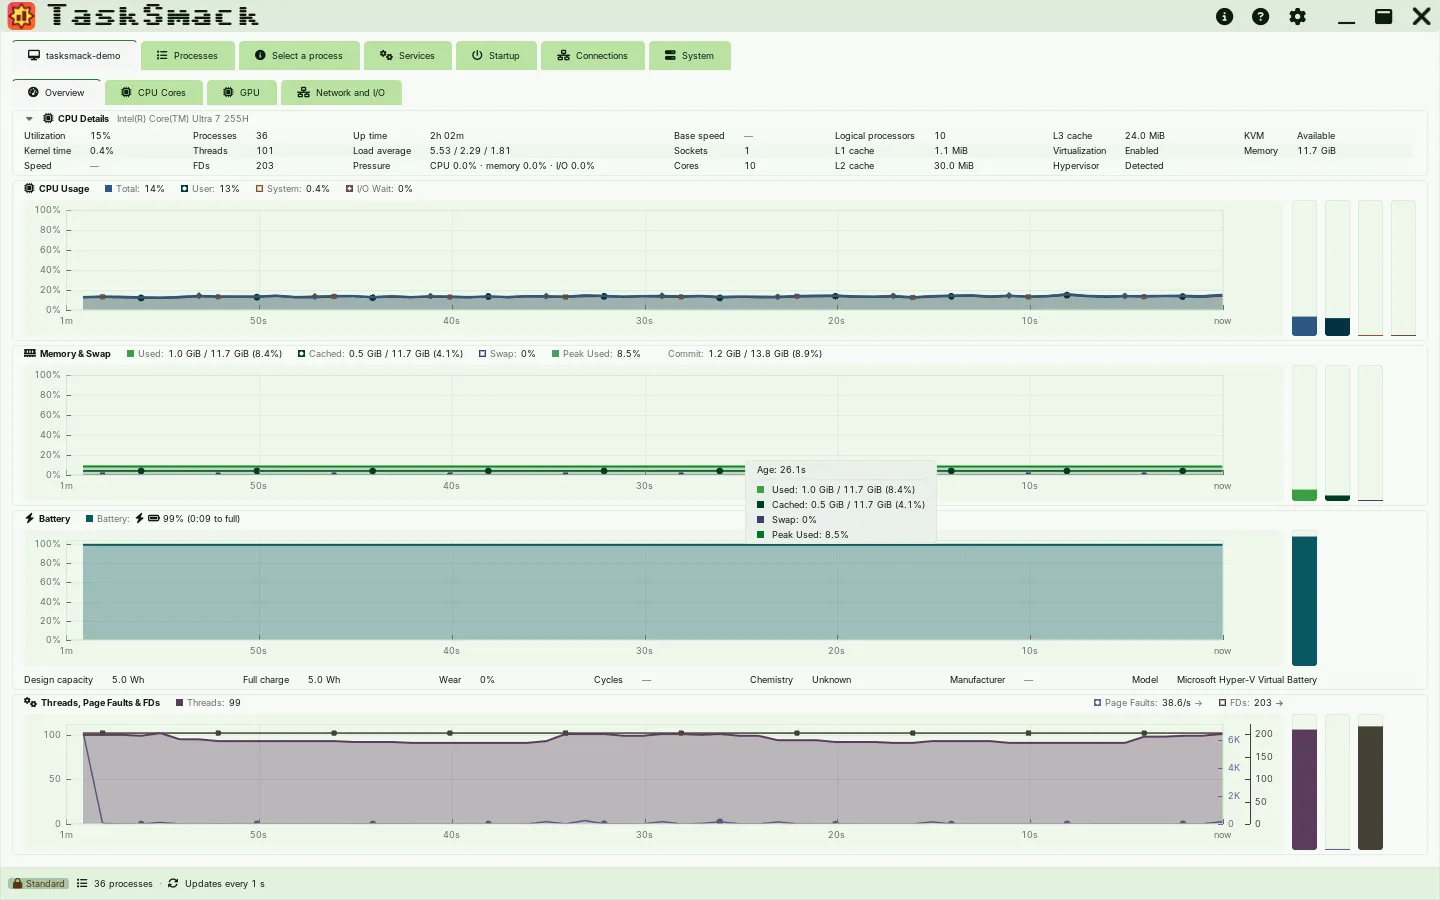 TaskSmack
tasksmack-demo Processes Select a process Services Startup Connections System
Overview CPU Cores GPU Network and I/O
CPU Details Intel(R) Core(TM) Ultra 7 255H
Utilization 15% Processes 36 Up time 2h 02m Base speed — Logical processors 10 L3 cache 24.0 MiB KVM Available
Kernel time 0.4% Threads 101 Load average 5.53 / 2.29 / 1.81 Sockets 1 L1 cache 1.1 MiB Virtualization Enabled Memory 11.7 GiB
Speed — FDs 203 Pressure CPU 0.0% · memory 0.0% · I/O 0.0% Cores 10 L2 cache 30.0 MiB Hypervisor Detected
CPU Usage Total: 14% User: 13% System: 0.4% I/O Wait: 0%
100%
80%
60%
40%
20%
0%
1m 50s 40s 30s 20s 10s now
Memory & Swap Used: 1.0 GiB / 11.7 GiB (8.4%) Cached: 0.5 GiB / 11.7 GiB (4.1%) Swap: 0% Peak Used: 8.5% Commit: 1.2 GiB / 13.8 GiB (8.9%)
100%
80%
60%
40%
20%
0%
1m 50s 40s 30s 20s 10s now
Age: 26.1s
Used: 1.0 GiB / 11.7 GiB (8.4%)
Cached: 0.5 GiB / 11.7 GiB (4.1%)
Swap: 0%
Peak Used: 8.5%
Battery Battery: 99% (0:09 to full)
100%
80%
60%
40%
20%
0%
1m 50s 40s 30s 20s 10s now
Design capacity 5.0 Wh Full charge 5.0 Wh Wear 0% Cycles — Chemistry Unknown Manufacturer — Model Microsoft Hyper-V Virtual Battery
Threads, Page Faults & FDs Threads: 99 Page Faults: 38.6/s → FDs: 203 →
100 6K 200
150
4K
50 100
2K
50
0 0 0
1m 50s 40s 30s 20s 10s now
Standard 36 processes · Updates every 1 s